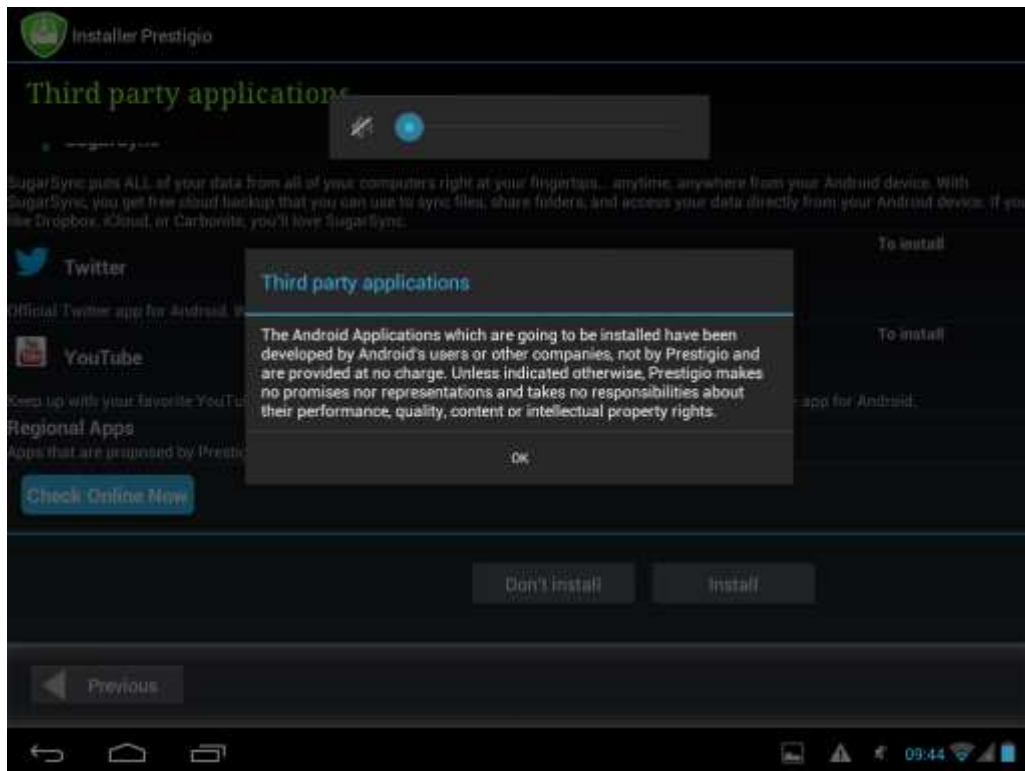 Installer Prestigio
Third party applications
SugarSync
SugarSync puts ALL of your data from all of your computers right at your fingertips... anytime, anywhere from your Android device. With
SugarSync, you get free cloud backup that you can use to sync files, share folders, and access your data directly from your Android device. If you
like Dropbox, iCloud, or Carbonite, you'll love SugarSync.
To install
Twitter
Official Twitter app for Android.
To install
YouTube
Keep up with your favorite YouTu
app for Android.
Regional Apps
Apps that are proposed by Presti
Check Online Now
Third party applications
The Android Applications which are going to be installed have been
developed by Android's users or other companies, not by Prestigio and
are provided at no charge. Unless indicated otherwise, Prestigio makes
no promises nor representations and takes no responsibilities about
their performance, quality, content or intellectual property rights.
OK
Don't install
Install
Previous
09:44